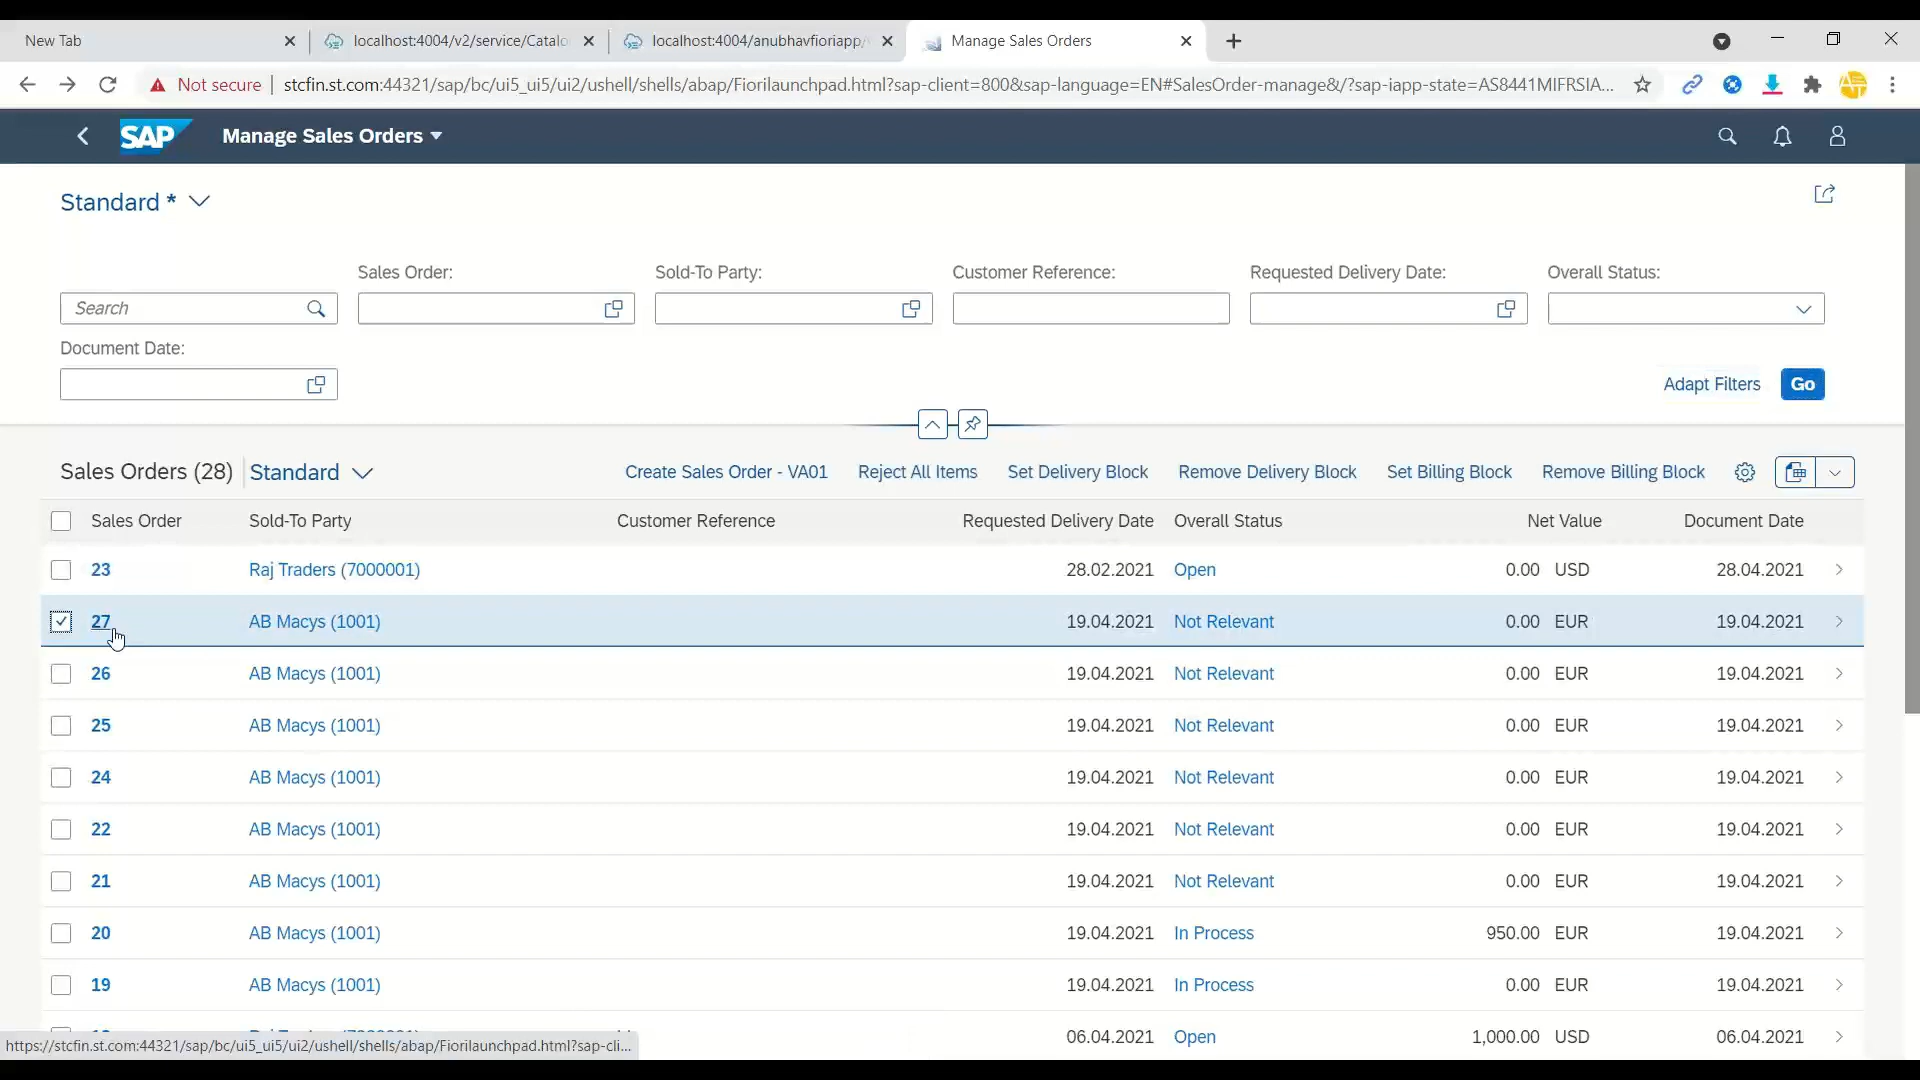 New Tab
localhost:4004/v2/service/Catalo
localhost:4004/anubhavfioriapp/
Manage Sales Orders
Not secure
stcfin.st.com:44321/sap/bc/ui5_ui5/ui2/ushell/shells/abap/Fiorilaunchpad.html?sap-client=800&sap-language=EN#SalesOrder-manage&/?sap-iapp-state=AS8441MIFRSIA...
SAP
Manage Sales Orders
Standard *
Sales Order: Sold-To Party: Customer Reference: Requested Delivery Date: Overall Status:
Search
Document Date:
Adapt Filters Go
Sales Orders (28) Standard Create Sales Order - VA01 Reject All Items Set Delivery Block Remove Delivery Block Set Billing Block Remove Billing Block
Sales Order Sold-To Party Customer Reference Requested Delivery Date Overall Status Net Value Document Date
23 Raj Traders (7000001) 28.02.2021 Open 0.00 USD 28.04.2021
27 AB Macys (1001) 19.04.2021 Not Relevant 0.00 EUR 19.04.2021
26 AB Macys (1001) 19.04.2021 Not Relevant 0.00 EUR 19.04.2021
25 AB Macys (1001) 19.04.2021 Not Relevant 0.00 EUR 19.04.2021
24 AB Macys (1001) 19.04.2021 Not Relevant 0.00 EUR 19.04.2021
22 AB Macys (1001) 19.04.2021 Not Relevant 0.00 EUR 19.04.2021
21 AB Macys (1001) 19.04.2021 Not Relevant 0.00 EUR 19.04.2021
20 AB Macys (1001) 19.04.2021 In Process 950.00 EUR 19.04.2021
19 AB Macys (1001) 19.04.2021 In Process 0.00 EUR 19.04.2021
06.04.2021 Open 1,000.00 USD 06.04.2021
https://stcfin.st.com:44321/sap/bc/ui5_ui5/ui2/ushell/shells/abap/Fiorilaunchpad.html?sap-cli...